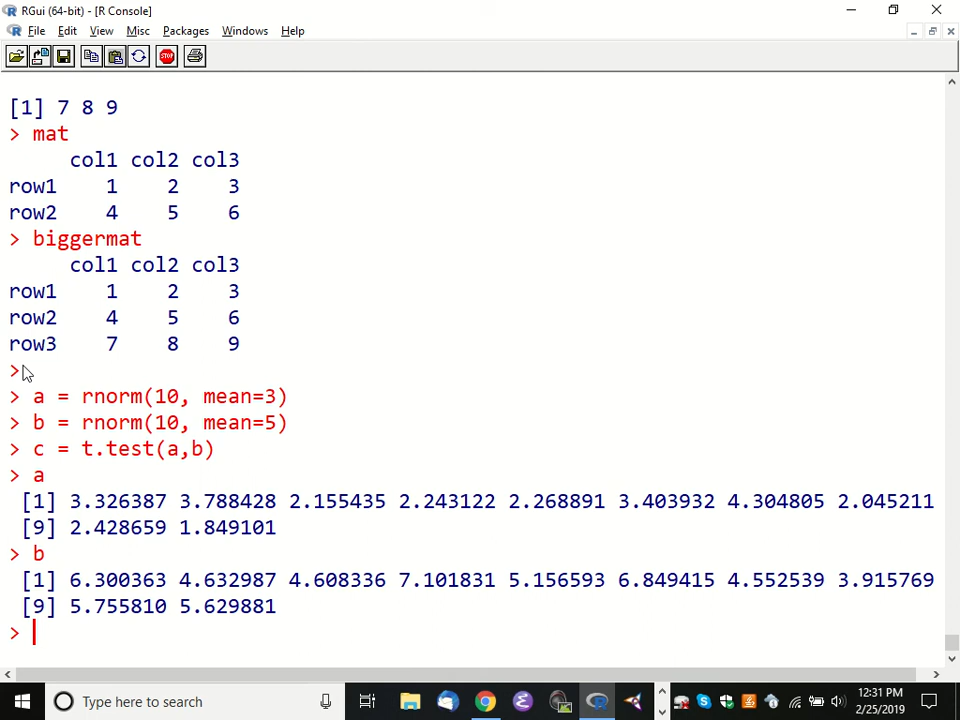 RGui (64-bit) - [R Console]
File Edit View Misc Packages Windows Help
STOP
[1] 7 8 9
> mat
col1 col2 col3
row1 1 2 3
row2 4 5 6
> biggermat
col1 col2 col3
row1 1 2 3
row2 4 5 6
row3 7 8 9
>
> a = rnorm(10, mean=3)
> b = rnorm(10, mean=5)
> c = t.test(a,b)
> a
[1] 3.326387 3.788428 2.155435 2.243122 2.268891 3.403932 4.304805 2.045211
[9] 2.428659 1.849101
> b
[1] 6.300363 4.632987 4.608336 7.101831 5.156593 6.849415 4.552539 3.915769
[9] 5.755810 5.629881
>
Type here to search
12:31 PM
2/25/2019